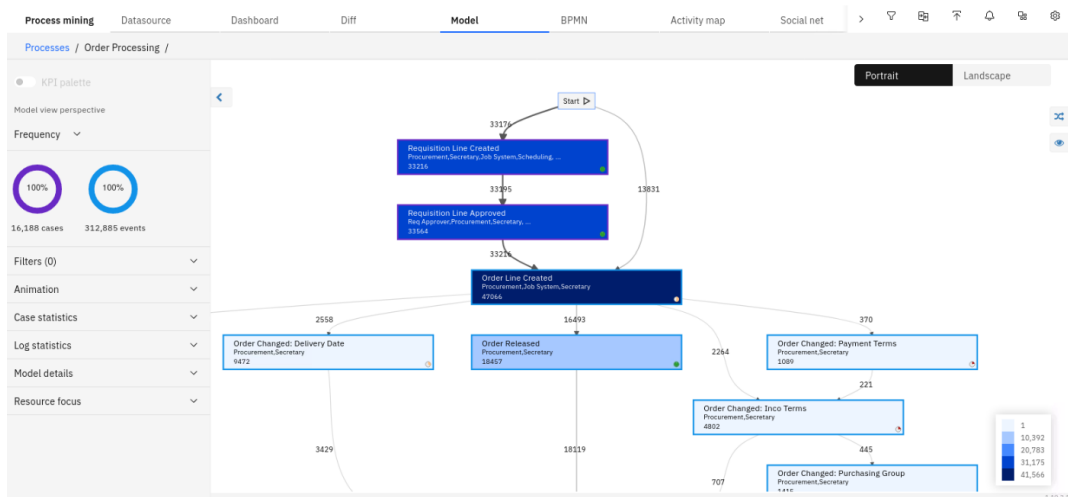 Process mining
Datasource
Dashboard
Diff
Model
BPMN
Activity map
Social net
Processes / Order Processing /
KPI palette
Model view perspective
Frequency
100%
100%
16,188 cases
312,885 events
Filters (0)
Animation
Case statistics
Log statistics
Model details
Resource focus
Portrait
Landscape
Start
33176
13831
Requisition Line Created
Procurement,Secretary,Job System,Scheduling, ...
33216
33195
Requisition Line Approved
Req Approver,Procurement,Secretary, ...
33564
33216
Order Line Created
Procurement,Job System,Secretary
47066
2558
16493
2264
370
Order Changed: Delivery Date
Procurement,Secretary
9472
Order Released
Procurement,Secretary
18457
Order Changed: Payment Terms
Procurement,Secretary
1089
221
Order Changed: Inco Terms
Procurement,Secretary
4802
3429
18119
707
445
Order Changed: Purchasing Group
Procurement,Secretary
1
10,392
20,783
31,175
41,566